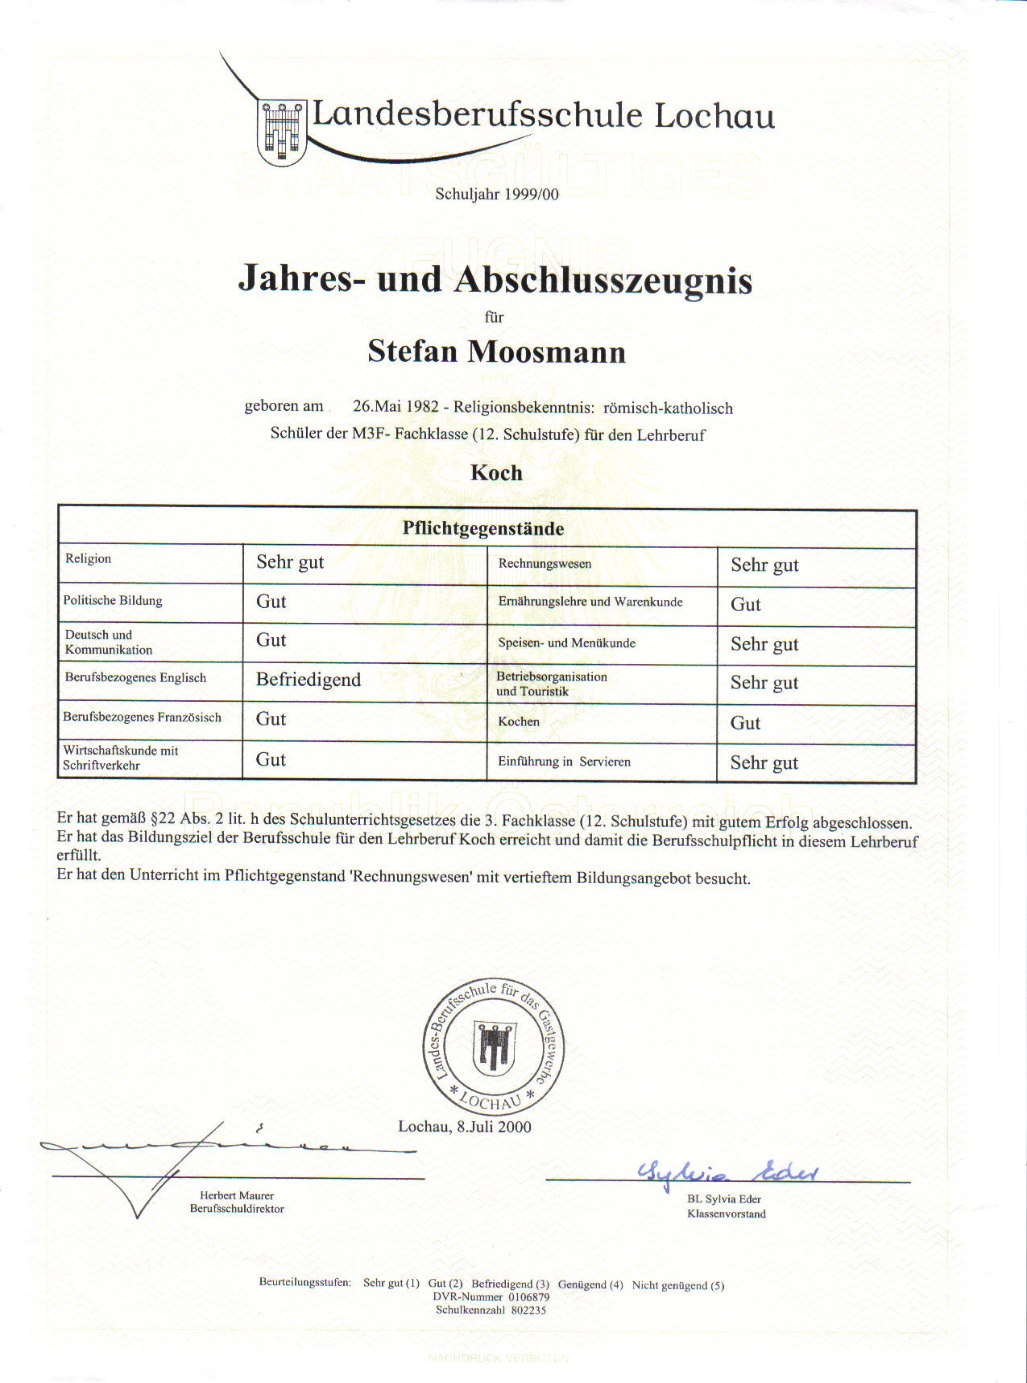 Landesberufsschule Lochau
STAATSGÜLTIGES
Schuljahr 1999/00
ZEUGNIS
Jahres- und Abschlusszeugnis
für
Stefan Moosmann
geboren am 26.Mai 1982 - Religionsbekenntnis: römisch-katholisch
Schüler der M3F- Fachklasse (12. Schulstufe) für den Lehrberuf
Koch
Pflichtgegenstände
Religion Sehr gut Rechnungswesen Sehr gut
Politische Bildung Gut Ernährungslehre und Warenkunde Gut
Deutsch und
Kommunikation Gut Speisen- und Menükunde Sehr gut
Berufsbezogenes Englisch Befriedigend Betriebsorganisation
und Touristik Sehr gut
Berufsbezogenes Französisch Gut Kochen Gut
Wirtschaftskunde mit
Schriftverkehr Gut Einführung in Servieren Sehr gut
Republik Österreich
Er hat gemäß §22 Abs. 2 lit. h des Schulunterrichtsgesetzes die 3. Fachklasse (12. Schulstufe) mit gutem Erfolg abgeschlossen.
Er hat das Bildungsziel der Berufsschule für den Lehrberuf Koch erreicht und damit die Berufsschulpflicht in diesem Lehrberuf
erfüllt.
Er hat den Unterricht im Pflichtgegenstand 'Rechnungswesen' mit vertieftem Bildungsangebot besucht.
Landes-Berufsschule für das Gastgewerbe
* LOCHAU *
Lochau, 8.Juli 2000
Sylvia Eder
Herbert Maurer
Berufsschuldirektor
BL Sylvia Eder
Klassenvorstand
Beurteilungsstufen: Sehr gut (1) Gut (2) Befriedigend (3) Genügend (4) Nicht genügend (5)
DVR-Nummer 0106879
Schulkennzahl 802235
NACHDRUCK VERBOTEN